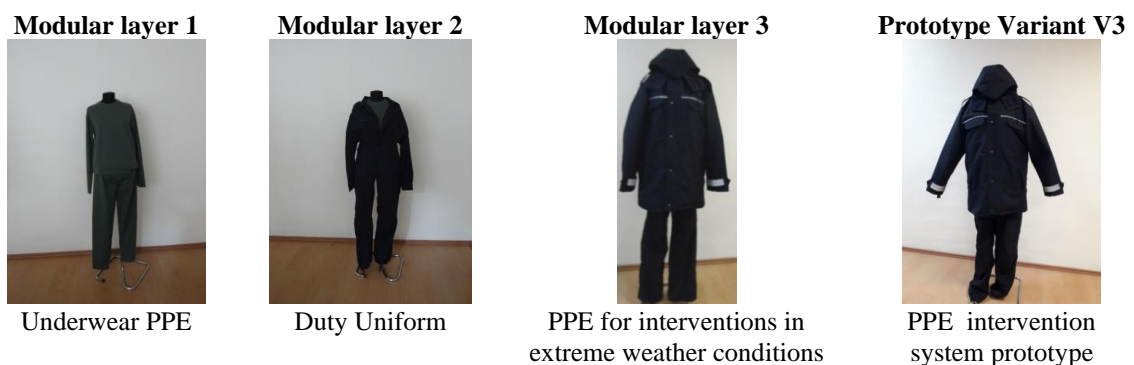 Modular layer 1
Modular layer 2
Modular layer 3
Prototype Variant V3
Underwear PPE
Duty Uniform
PPE for interventions in
extreme weather conditions
PPE intervention
system prototype